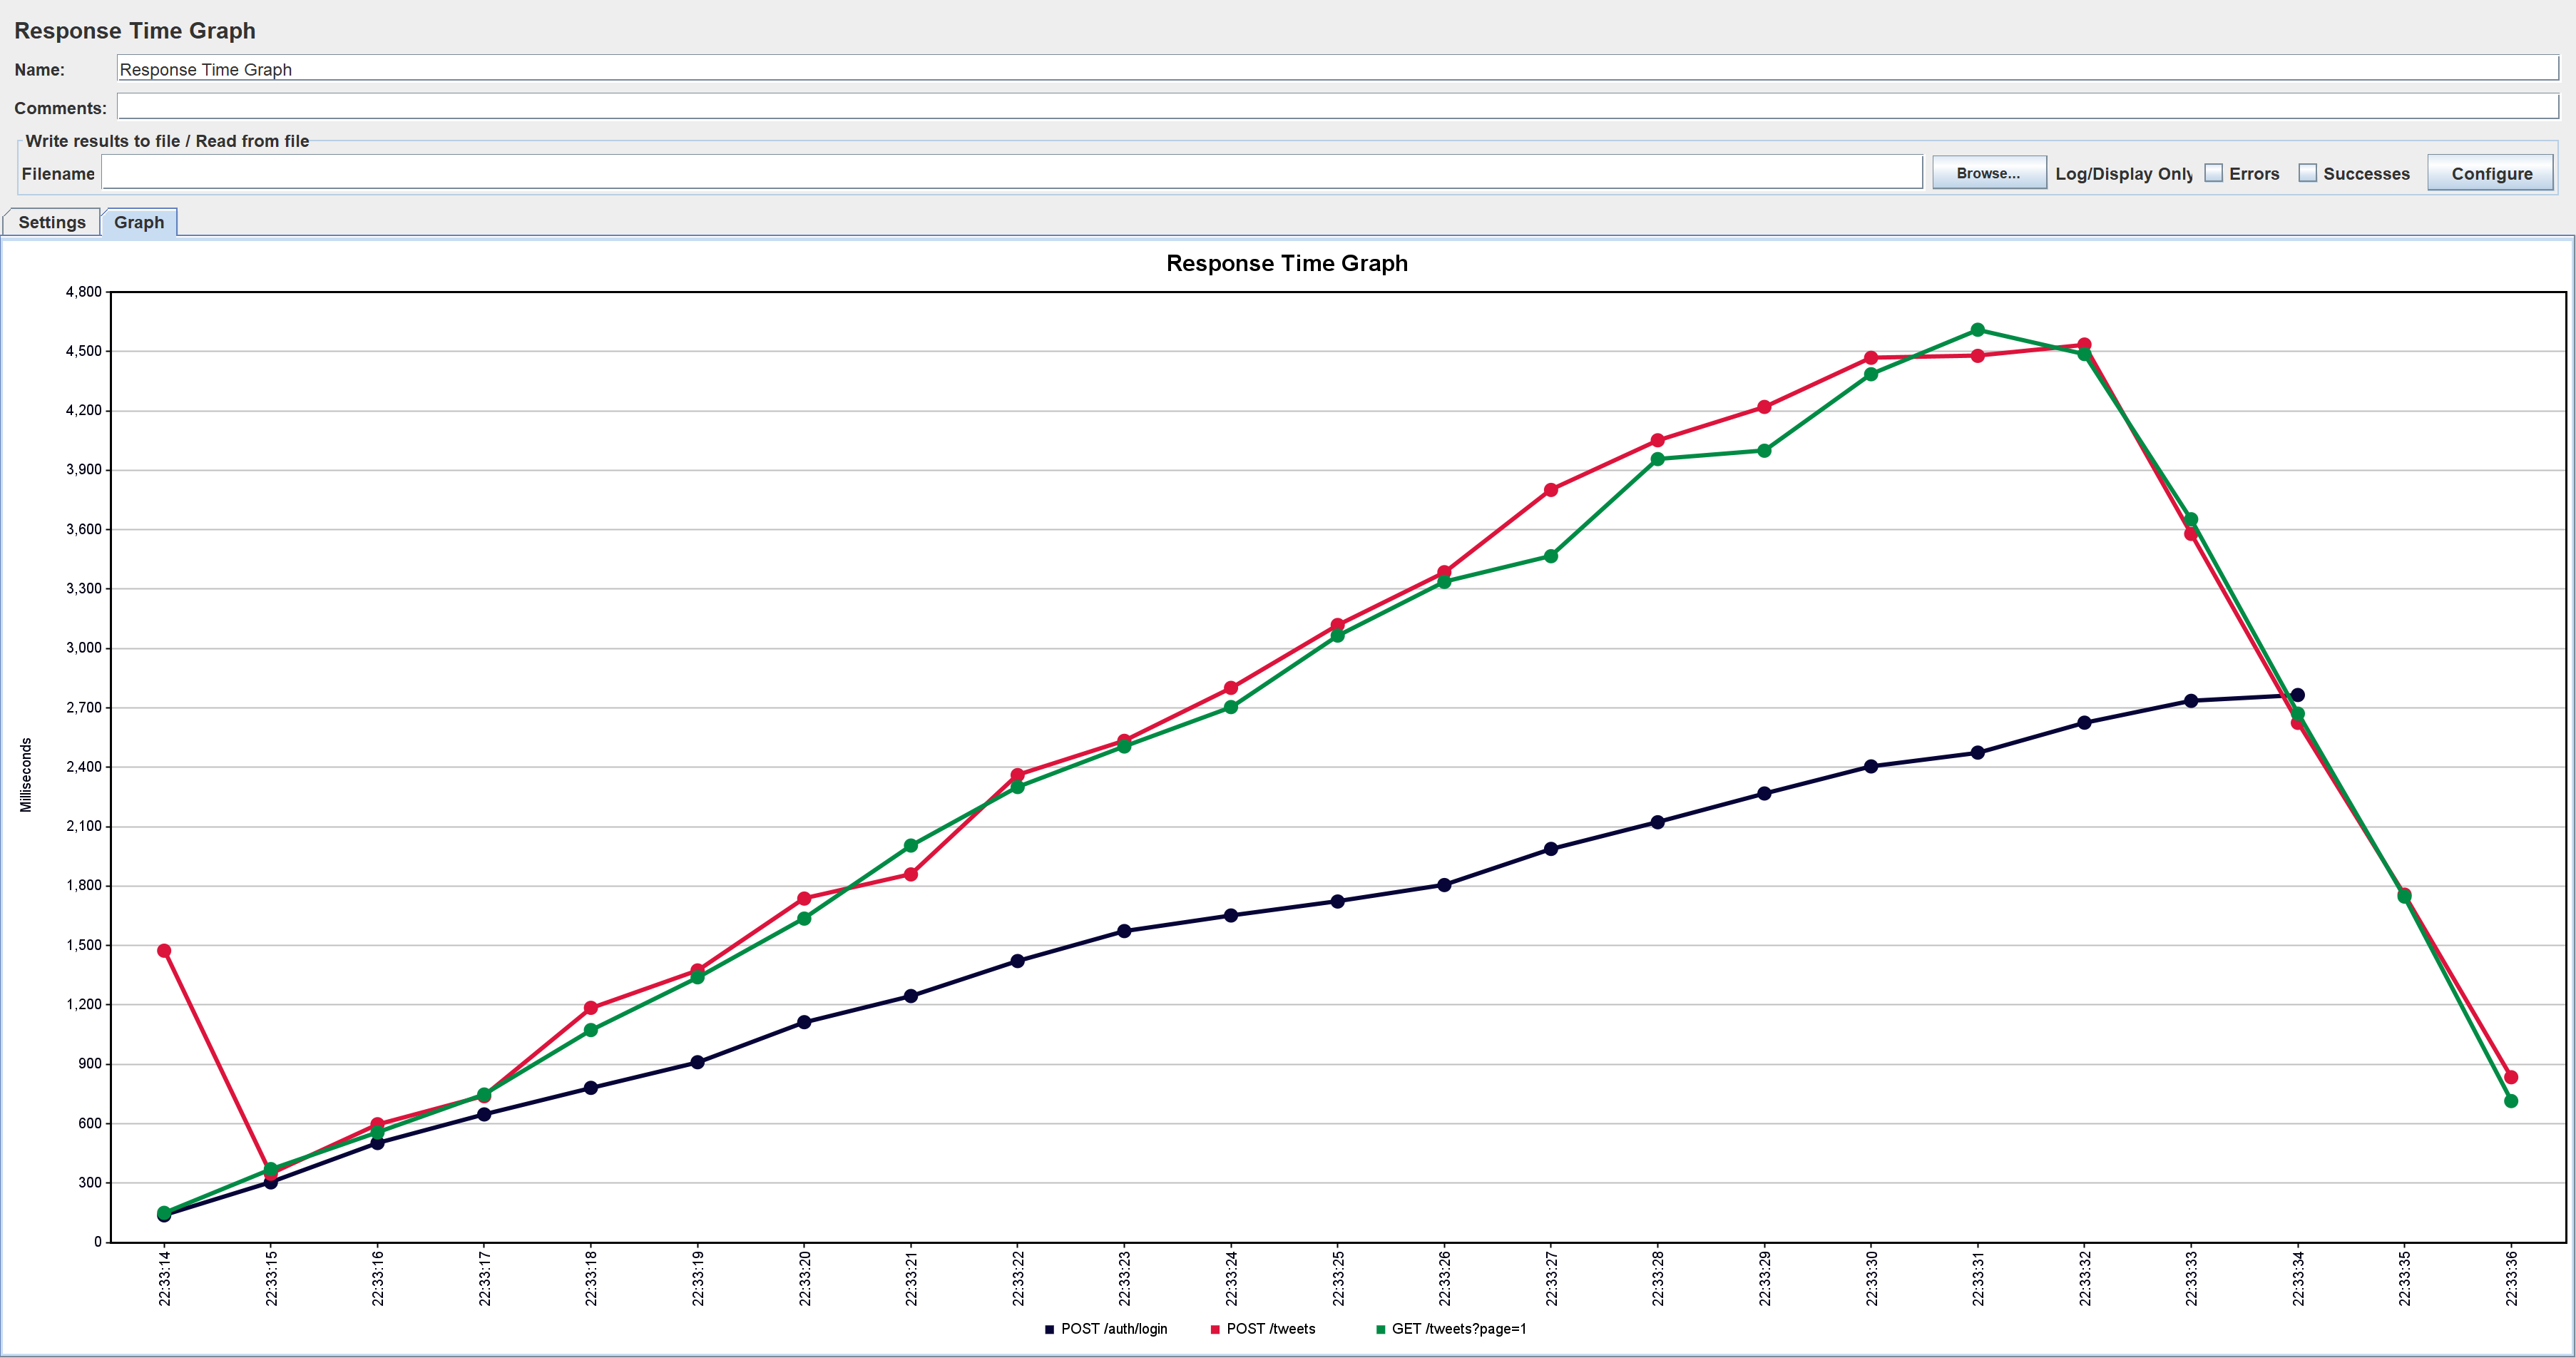 Response Time Graph
Name: Response Time Graph
Comments:
Write results to file / Read from file
Filename Browse... Log/Display Only Errors Successes Configure
Settings Graph
Response Time Graph
4,800
4,500
4,200
3,900
3,600
3,300
3,000
2,700
2,400
2,100
1,800
1,500
1,200
900
600
300
0
Milliseconds
22:33:14 22:33:15 22:33:16 22:33:17 22:33:18 22:33:19 22:33:20 22:33:21 22:33:22 22:33:23 22:33:24 22:33:25 22:33:26 22:33:27 22:33:28 22:33:29 22:33:30 22:33:31 22:33:32 22:33:33 22:33:34 22:33:35 22:33:36
POST /auth/login POST /tweets GET /tweets?page=1